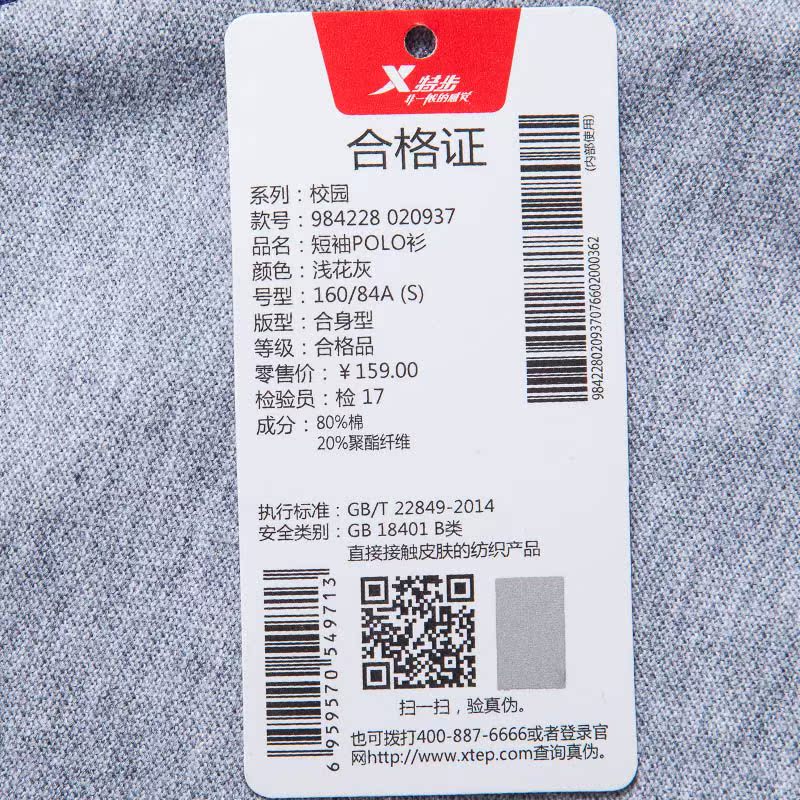 X 特步
非一般的感觉
合格证
(内部使用)
系列：校园
款号：984228 020937
品名：短袖POLO衫
颜色：浅花灰
号型：160/84A (S)
版型：合身型
等级：合格品
零售价：￥159.00
检验员：检 17
成分：80%棉
20%聚酯纤维
98422802093707660200362
执行标准：GB/T 22849-2014
安全类别：GB 18401 B类
直接接触皮肤的纺织产品
6 959570 549713
扫一扫，验真伪。
也可拨打400-887-6666或者登录官
网http://www.xtep.com查询真伪。